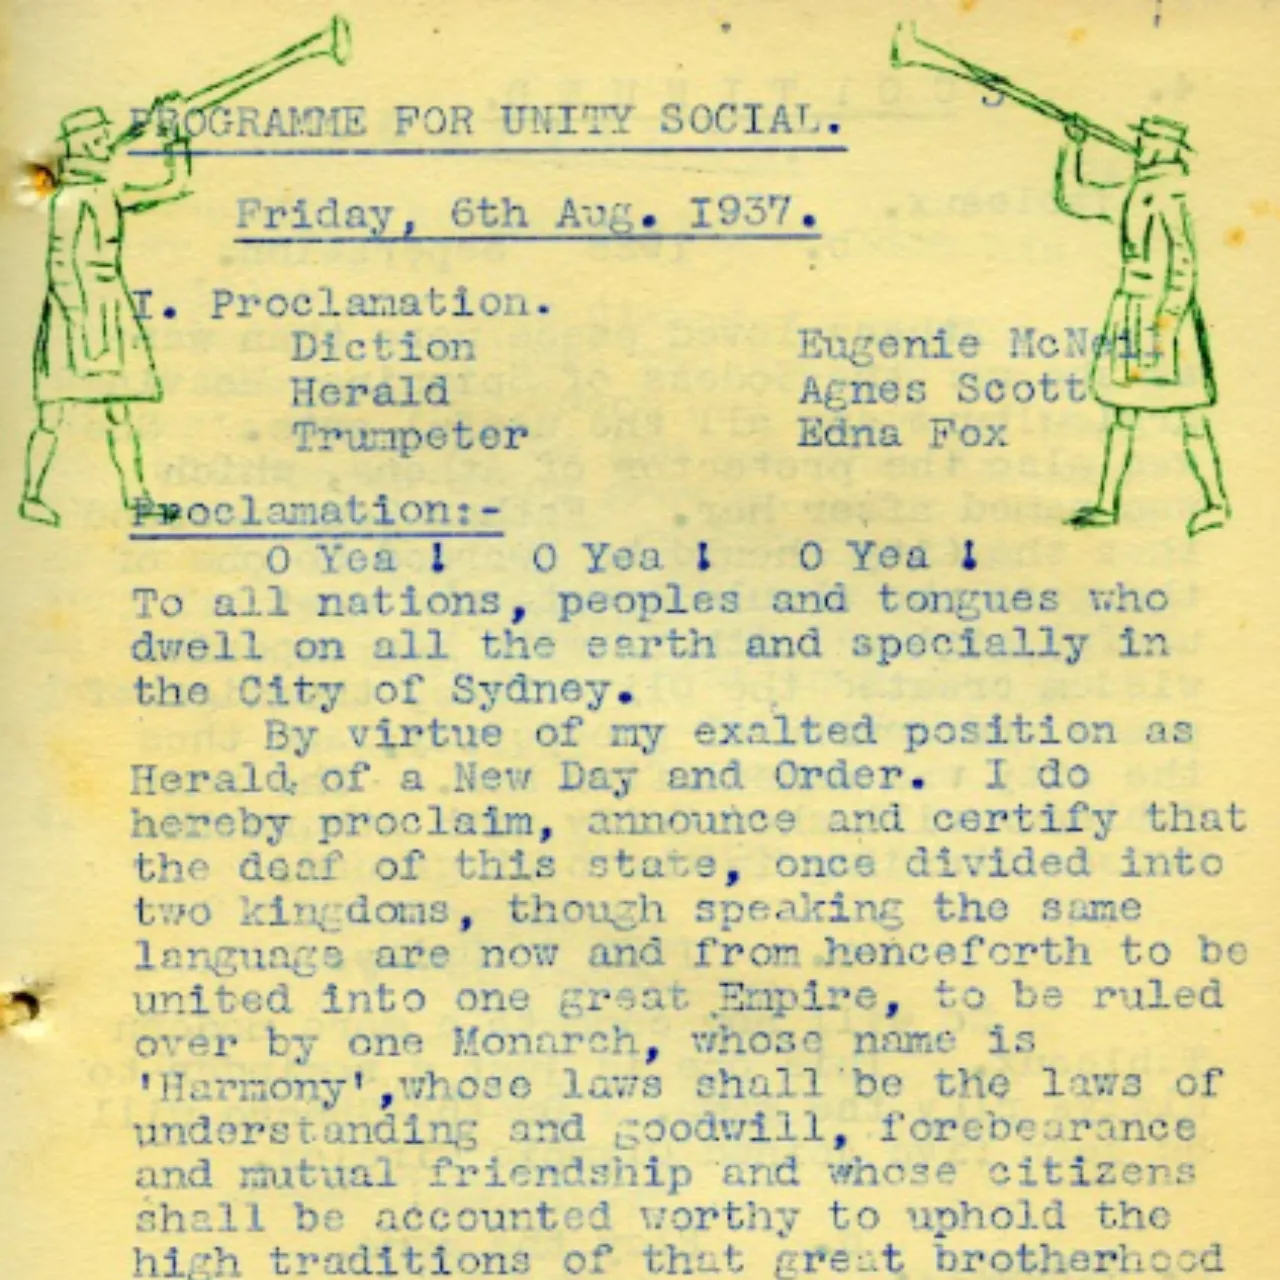 PROGRAMME FOR UNITY SOCIAL.
Friday, 6th Aug. 1937.
I. Proclamation.
Diction Eugenie McNeil
Herald Agnes Scott
Trumpeter Edna Fox
Proclamation:-
O Yea ! O Yea ! O Yea !
To all nations, peoples and tongues who
dwell on all the earth and specially in
the City of Sydney.
By virtue of my exalted position as
Herald of a New Day and Order. I do
hereby proclaim, announce and certify that
the deaf of this state, once divided into
two kingdoms, though speaking the same
language are now and from henceforth to be
united into one great Empire, to be ruled
over by one Monarch, whose name is
'Harmony',whose laws shall be the laws of
understanding and goodwill, forebearance
and mutual friendship and whose citizens
shall be accounted worthy to uphold the
high traditions of that great brotherhood